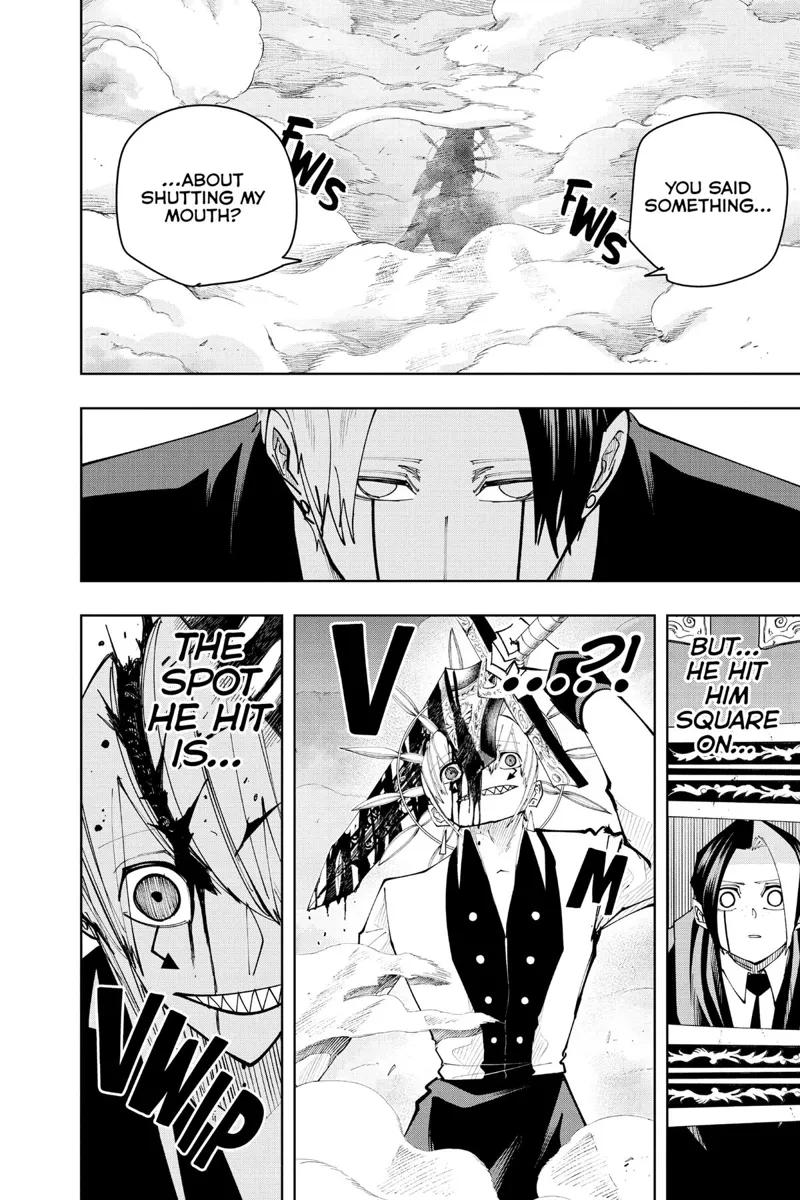 YOU SAID
SOMETHING...
FWIS
FWIS
...ABOUT
SHUTTING MY
MOUTH?
BUT...
HE HIT
HIM
SQUARE
ON...
...?!
V
M
THE
SPOT
HE HIT
IS...
VWIP